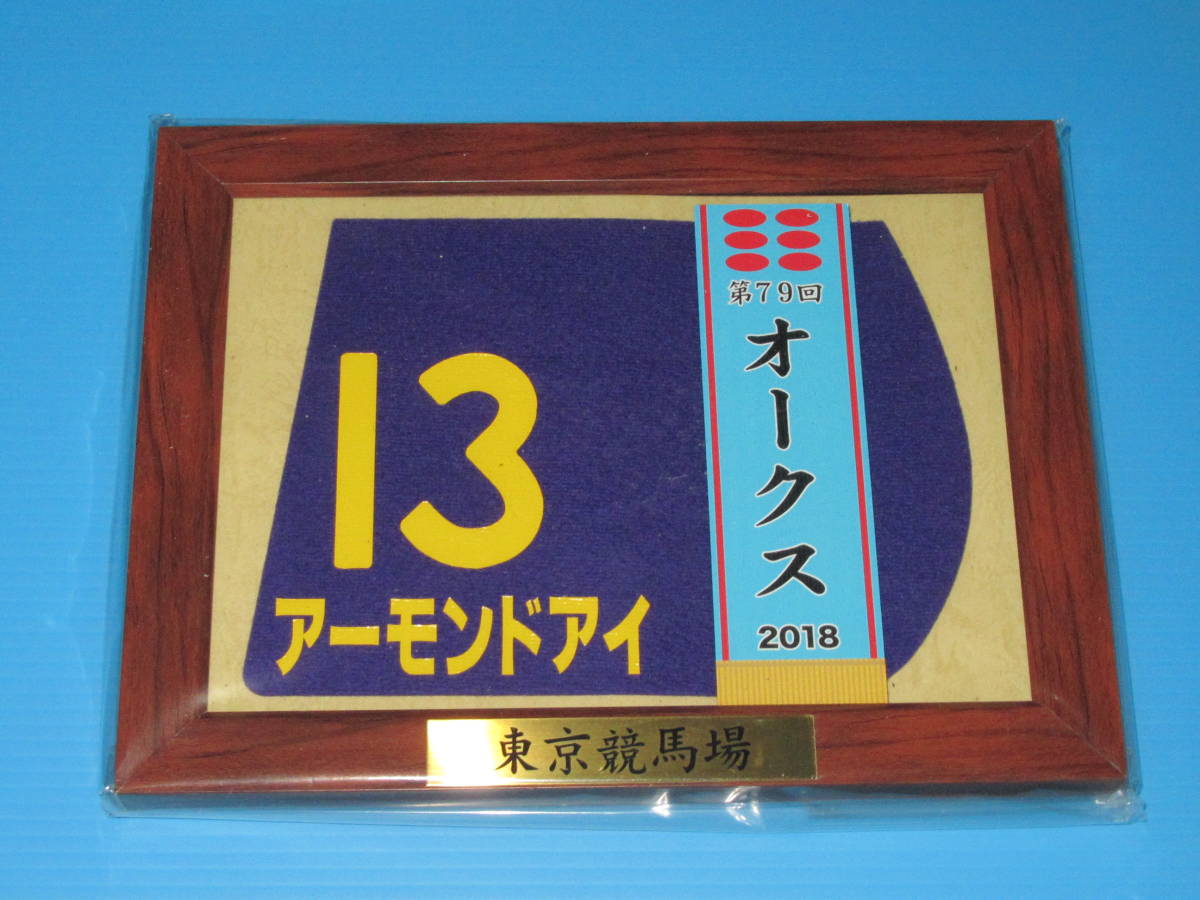 13
アーモンドアイ
第79回
オークス
2018
東京競馬場